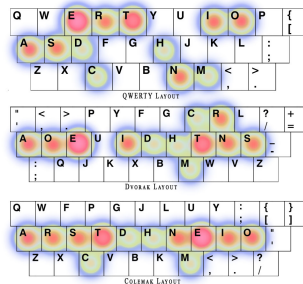 Q W E R T Y U I O P { [
A S D F G H J K L : ;
Z X C V B N M < , > .
QWERTY LAYOUT
" ' < , > . P Y F G C R L ? / + =
A O E U I D H T N S _ -
: ; Q J K X B M W V Z
DVORAK LAYOUT
Q W F P G J L U Y : ; { [ } ]
A R S T D H N E I O " '
Z X C V B K M < , > . ? /
COLEMAK LAYOUT